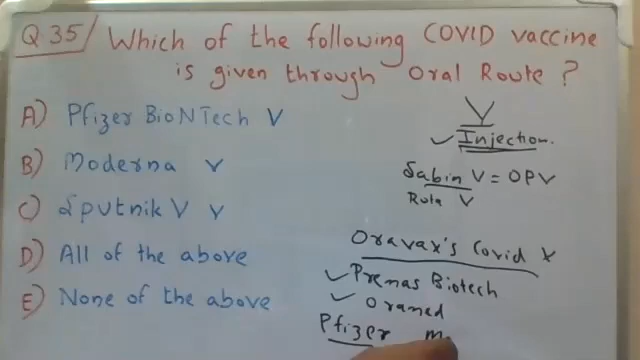 Q.35/ Which of the following COVID vaccine
is given through Oral Route ?
A) Pfizer BioNTech V
B) Moderna V
C) Sputnik V V
D) All of the above
E) None of the above
V
✓ Injection.
Sabin V = OPV
Rota V
Oravax's Covid V
✓ Premas Biotech
✓ Oramed
Pfizer